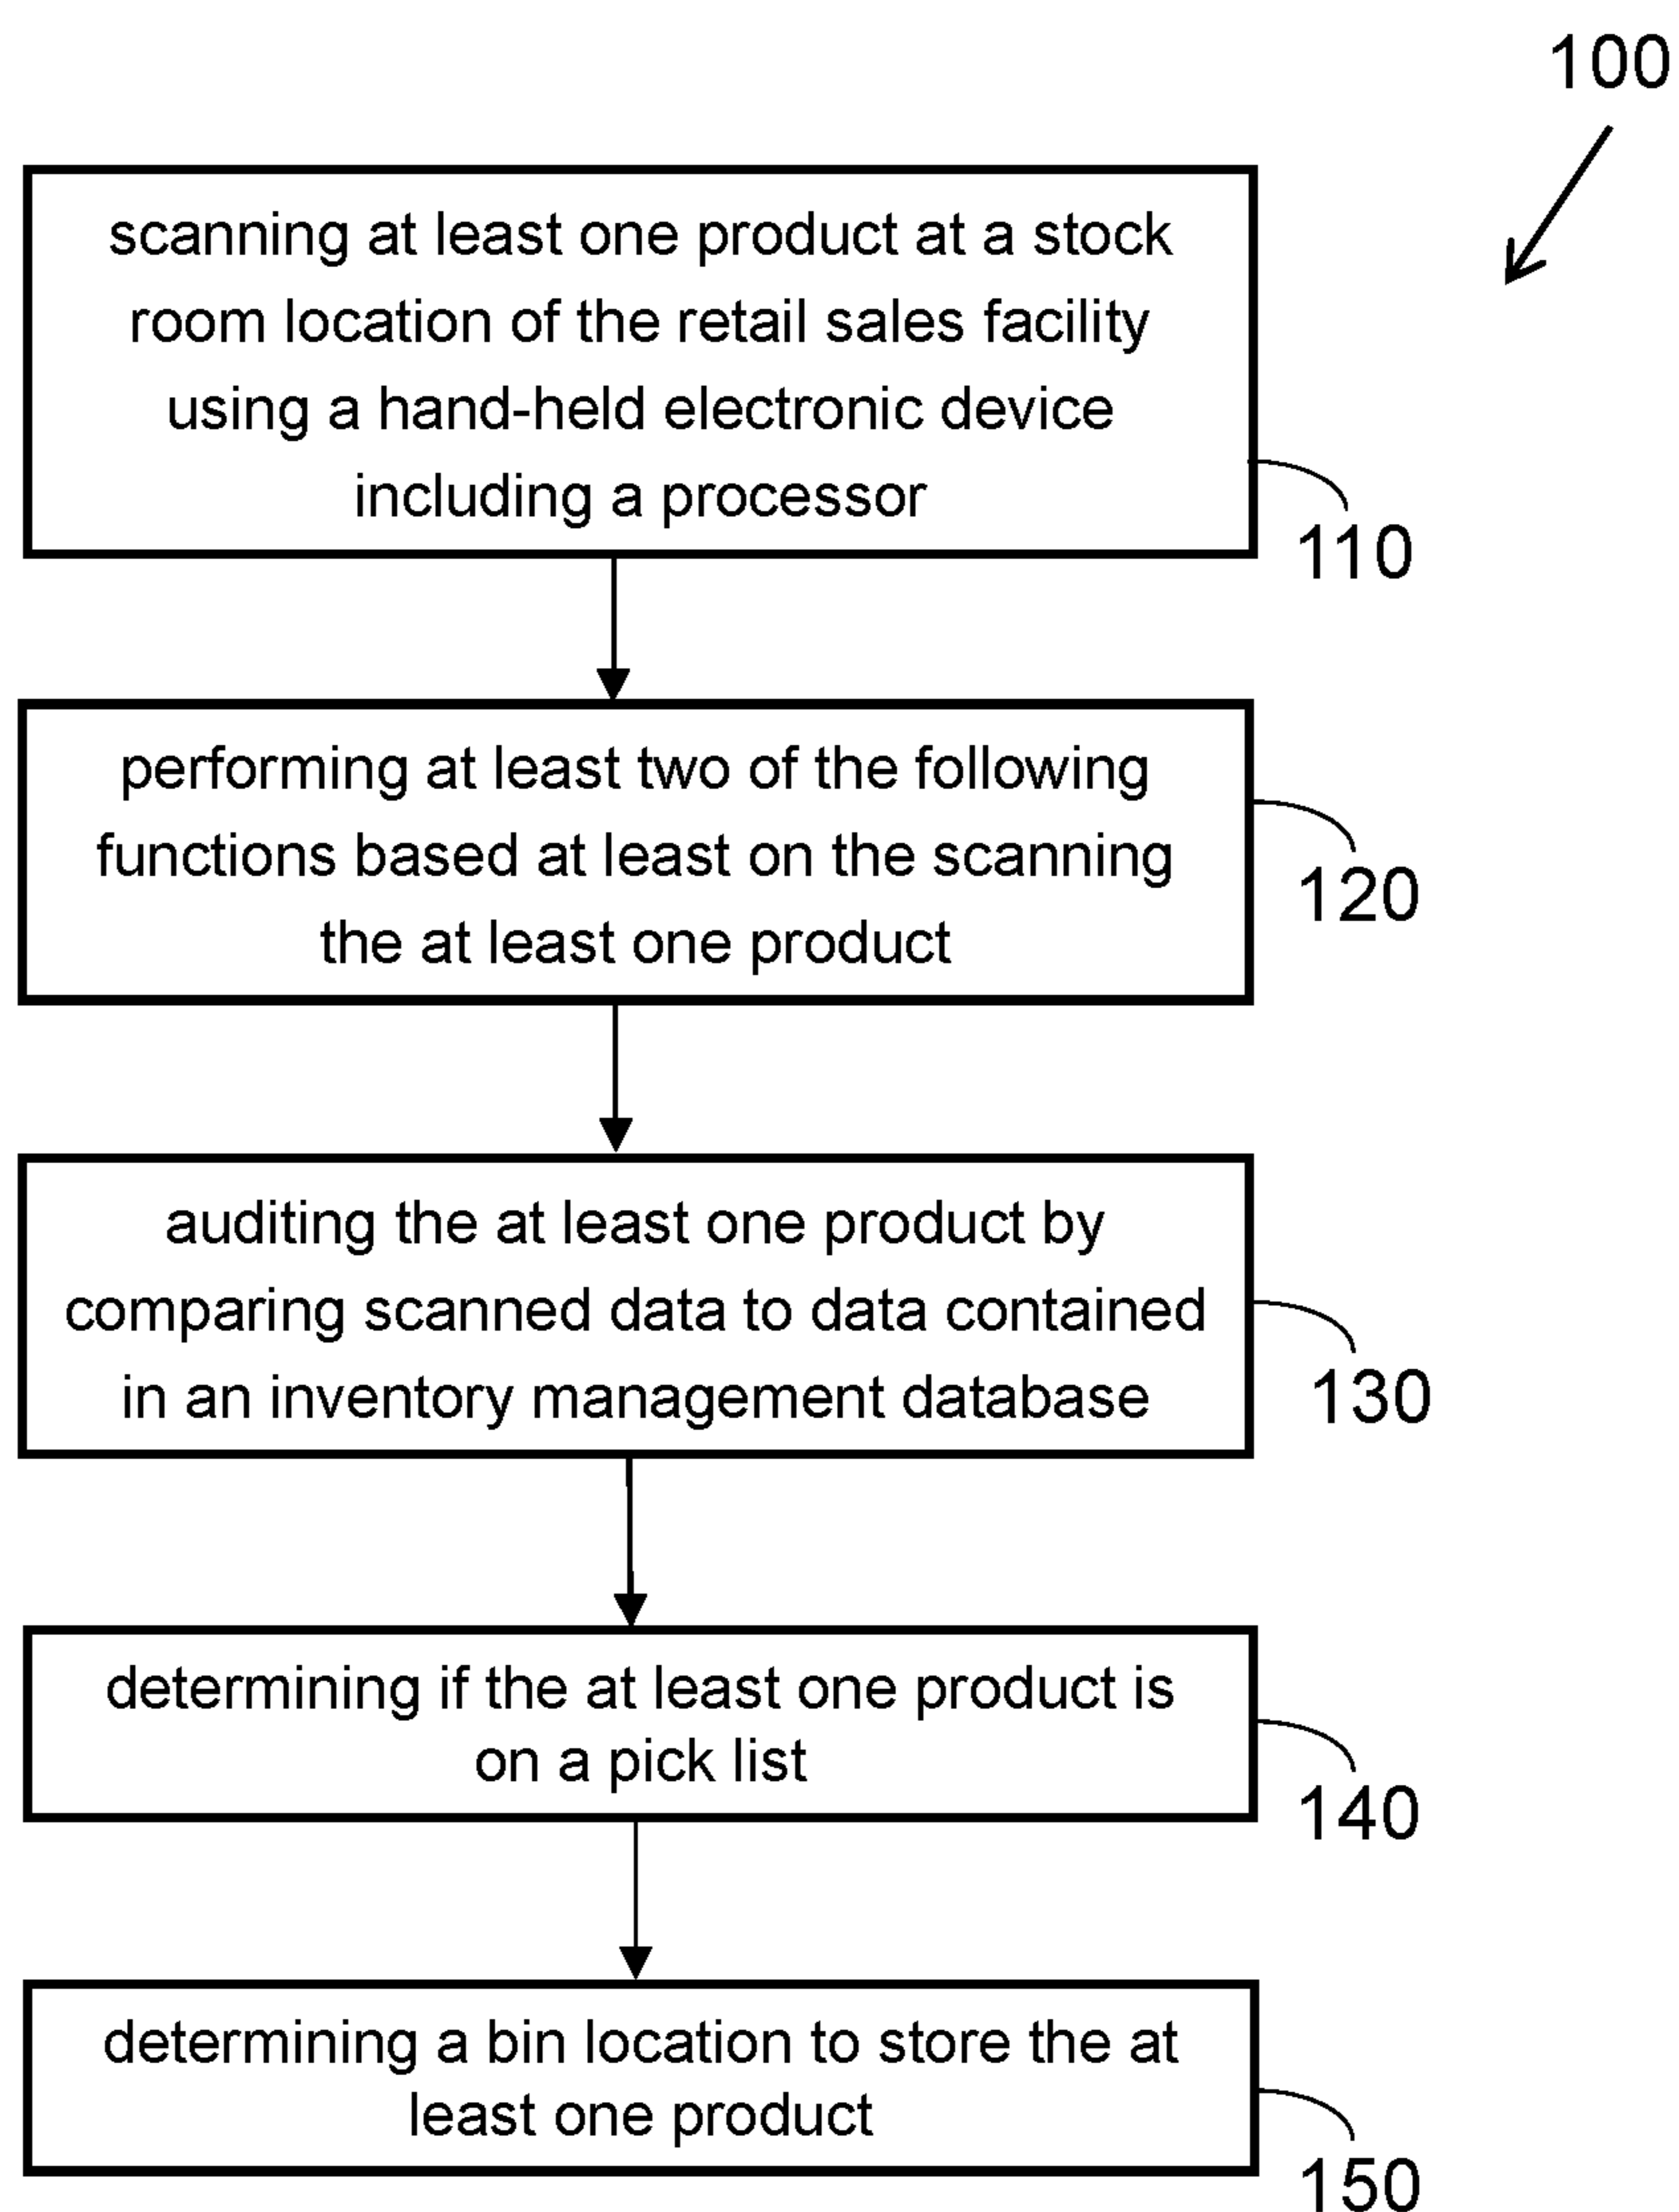 100
scanning at least one product at a stock
room location of the retail sales facility
using a hand-held electronic device
including a processor
110
performing at least two of the following
functions based at least on the scanning
the at least one product
120
auditing the at least one product by
comparing scanned data to data contained
in an inventory management database
130
determining if the at least one product is
on a pick list
140
determining a bin location to store the at
least one product
150